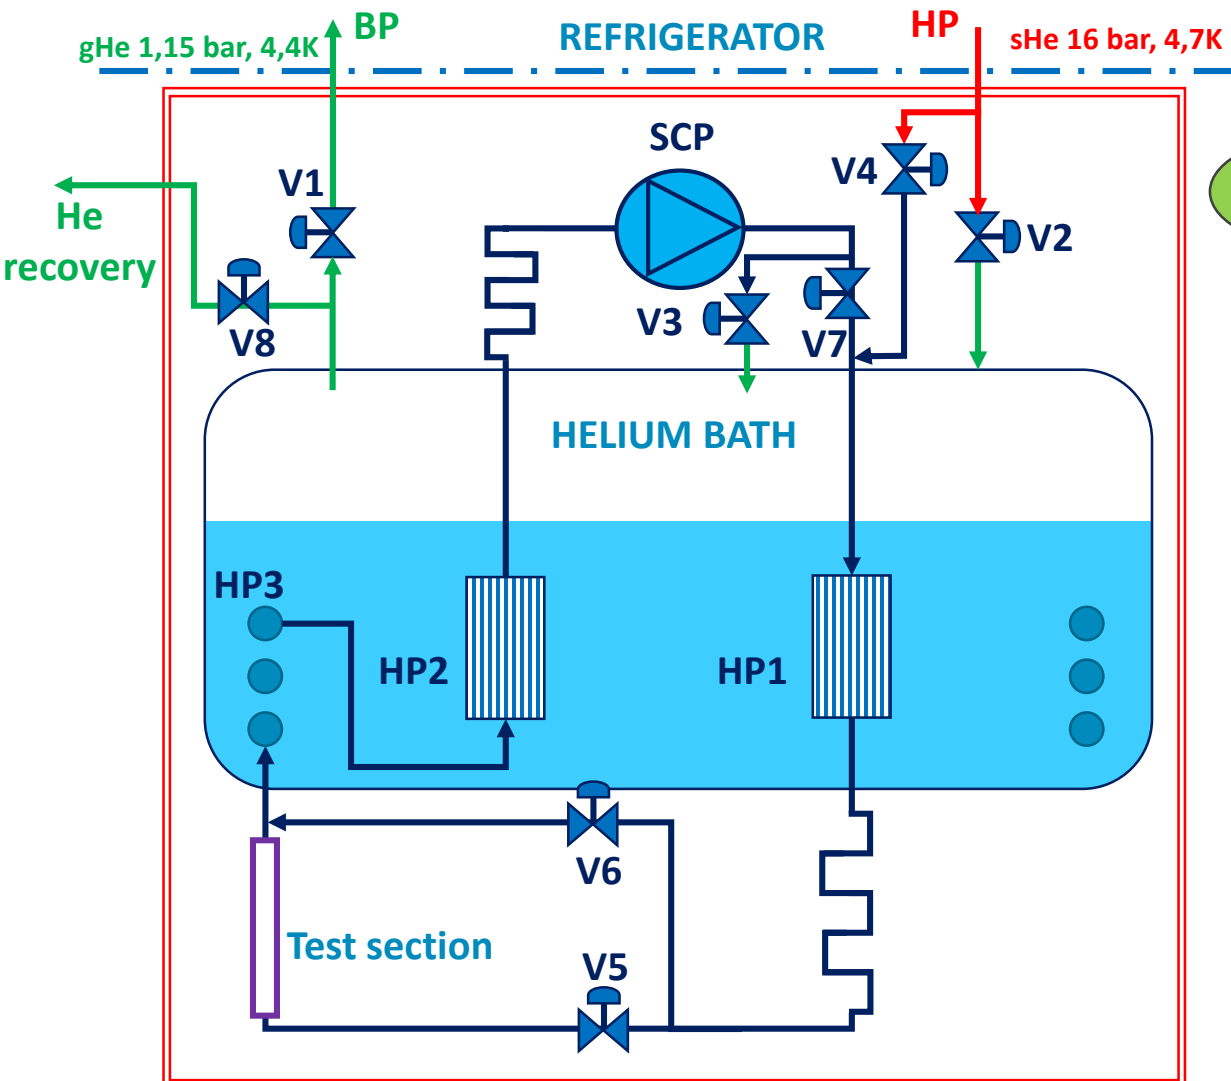 BP
REFRIGERATOR
HP
gHe 1,15 bar, 4,4K
sHe 16 bar, 4,7K
SCP
V1
V4
He
recovery
V2
V3
V7
V8
HELIUM BATH
HP3
HP2
HP1
V6
Test section
V5